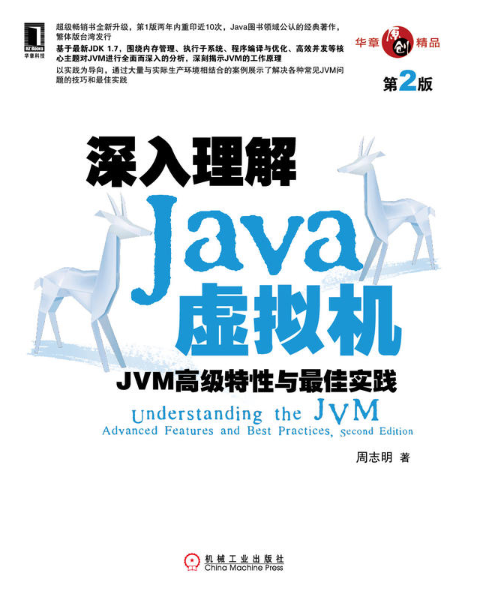 超级畅销书全新升级，第1版两年内重印近10次，Java图书领域公认的经典著作，
繁体版台湾发行
基于最新JDK 1.7，围绕内存管理、执行子系统、程序编译与优化、高效并发等核
心主题对JVM进行全面而深入的分析，深刻揭示JVM的工作原理
以实践为导向，通过大量与实际生产环境相结合的案例展示了解决各种常见JVM问
题的技巧和最佳实践
HZ BOOKS
华章科技
华章 原创 精品
第2版
深入理解
Java
虚拟机
JVM高级特性与最佳实践
Understanding the JVM
Advanced Features and Best Practices, Second Edition
周志明 著
机械工业出版社
China Machine Press